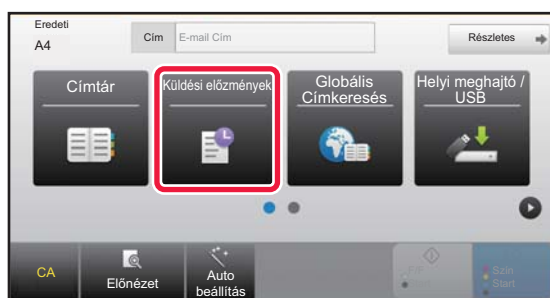 Eredeti
A4
Cím
E-mail Cím
Részletes
Címtár
Küldési előzmények
Globális
Címkeresés
Helyi meghajtó /
USB
CA
Előnézet
Auto
beállítás
Szín
Start